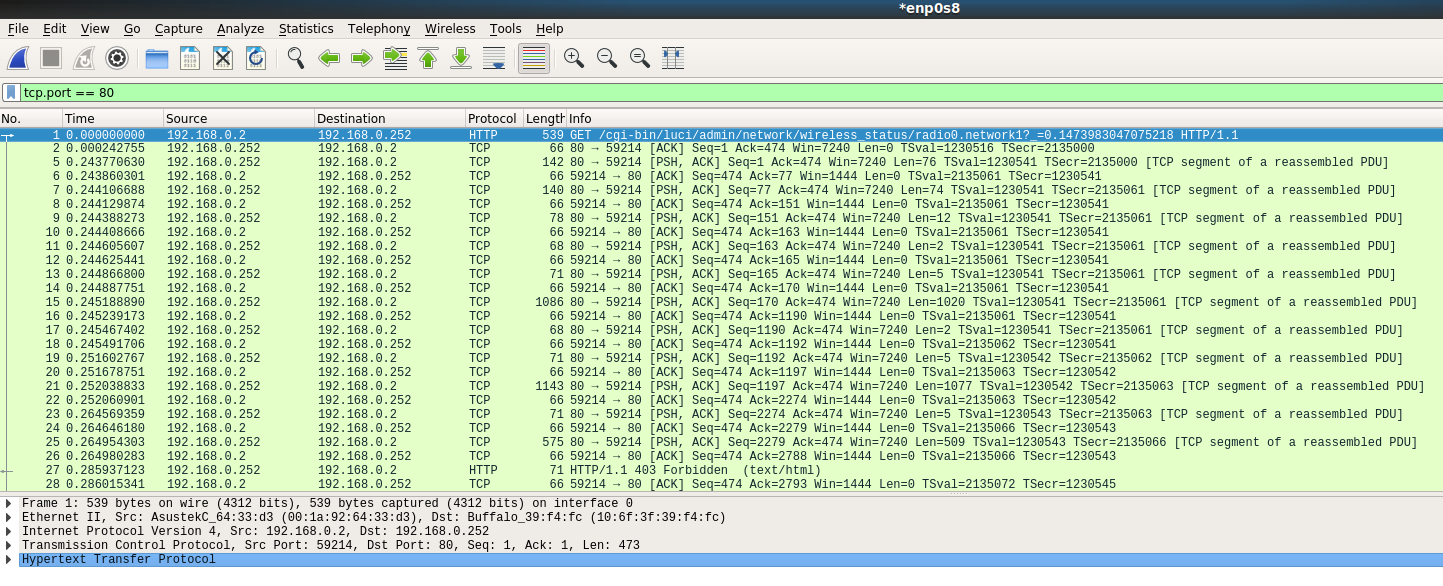 *enp0s8
File Edit View Go Capture Analyze Statistics Telephony Wireless Tools Help
tcp.port == 80
No. Time Source Destination Protocol Length Info
1 0.000000000 192.168.0.2 192.168.0.252 HTTP 539 GET /cgi-bin/luci/admin/network/wireless_status/radio0.network1?_=0.1473983047075218 HTTP/1.1
2 0.000242755 192.168.0.252 192.168.0.2 TCP 66 80 → 59214 [ACK] Seq=1 Ack=474 Win=7240 Len=0 TSval=1230516 TSecr=2135000
5 0.243770630 192.168.0.252 192.168.0.2 TCP 142 80 → 59214 [PSH, ACK] Seq=1 Ack=474 Win=7240 Len=76 TSval=1230541 TSecr=2135000 [TCP segment of a reassembled PDU]
6 0.243860301 192.168.0.2 192.168.0.252 TCP 66 59214 → 80 [ACK] Seq=474 Ack=77 Win=1444 Len=0 TSval=2135061 TSecr=1230541
7 0.244106688 192.168.0.252 192.168.0.2 TCP 140 80 → 59214 [PSH, ACK] Seq=77 Ack=474 Win=7240 Len=74 TSval=1230541 TSecr=2135061 [TCP segment of a reassembled PDU]
8 0.244129874 192.168.0.2 192.168.0.252 TCP 66 59214 → 80 [ACK] Seq=474 Ack=151 Win=1444 Len=0 TSval=2135061 TSecr=1230541
9 0.244388273 192.168.0.252 192.168.0.2 TCP 78 80 → 59214 [PSH, ACK] Seq=151 Ack=474 Win=7240 Len=12 TSval=1230541 TSecr=2135061 [TCP segment of a reassembled PDU]
10 0.244408666 192.168.0.2 192.168.0.252 TCP 66 59214 → 80 [ACK] Seq=474 Ack=163 Win=1444 Len=0 TSval=2135061 TSecr=1230541
11 0.244605607 192.168.0.252 192.168.0.2 TCP 68 80 → 59214 [PSH, ACK] Seq=163 Ack=474 Win=7240 Len=2 TSval=1230541 TSecr=2135061 [TCP segment of a reassembled PDU]
12 0.244625441 192.168.0.2 192.168.0.252 TCP 66 59214 → 80 [ACK] Seq=474 Ack=165 Win=1444 Len=0 TSval=2135061 TSecr=1230541
13 0.244866800 192.168.0.252 192.168.0.2 TCP 71 80 → 59214 [PSH, ACK] Seq=165 Ack=474 Win=7240 Len=5 TSval=1230541 TSecr=2135061 [TCP segment of a reassembled PDU]
14 0.244887751 192.168.0.2 192.168.0.252 TCP 66 59214 → 80 [ACK] Seq=474 Ack=170 Win=1444 Len=0 TSval=2135061 TSecr=1230541
15 0.245188890 192.168.0.252 192.168.0.2 TCP 1086 80 → 59214 [PSH, ACK] Seq=170 Ack=474 Win=7240 Len=1020 TSval=1230541 TSecr=2135061 [TCP segment of a reassembled PDU]
16 0.245239173 192.168.0.2 192.168.0.252 TCP 66 59214 → 80 [ACK] Seq=474 Ack=1190 Win=1444 Len=0 TSval=2135061 TSecr=1230541
17 0.245467402 192.168.0.252 192.168.0.2 TCP 68 80 → 59214 [PSH, ACK] Seq=1190 Ack=474 Win=7240 Len=2 TSval=1230541 TSecr=2135061 [TCP segment of a reassembled PDU]
18 0.245491706 192.168.0.2 192.168.0.252 TCP 66 59214 → 80 [ACK] Seq=474 Ack=1192 Win=1444 Len=0 TSval=2135062 TSecr=1230541
19 0.251602767 192.168.0.252 192.168.0.2 TCP 71 80 → 59214 [PSH, ACK] Seq=1192 Ack=474 Win=7240 Len=5 TSval=1230542 TSecr=2135062 [TCP segment of a reassembled PDU]
20 0.251678751 192.168.0.2 192.168.0.252 TCP 66 59214 → 80 [ACK] Seq=474 Ack=1197 Win=1444 Len=0 TSval=2135063 TSecr=1230542
21 0.252038833 192.168.0.252 192.168.0.2 TCP 1143 80 → 59214 [PSH, ACK] Seq=1197 Ack=474 Win=7240 Len=1077 TSval=1230542 TSecr=2135063 [TCP segment of a reassembled PDU]
22 0.252060901 192.168.0.2 192.168.0.252 TCP 66 59214 → 80 [ACK] Seq=474 Ack=2274 Win=1444 Len=0 TSval=2135063 TSecr=1230542
23 0.264569359 192.168.0.252 192.168.0.2 TCP 71 80 → 59214 [PSH, ACK] Seq=2274 Ack=474 Win=7240 Len=5 TSval=1230543 TSecr=2135063 [TCP segment of a reassembled PDU]
24 0.264646180 192.168.0.2 192.168.0.252 TCP 66 59214 → 80 [ACK] Seq=474 Ack=2279 Win=1444 Len=0 TSval=2135066 TSecr=1230543
25 0.264954303 192.168.0.252 192.168.0.2 TCP 575 80 → 59214 [PSH, ACK] Seq=2279 Ack=474 Win=7240 Len=509 TSval=1230543 TSecr=2135066 [TCP segment of a reassembled PDU]
26 0.264980283 192.168.0.2 192.168.0.252 TCP 66 59214 → 80 [ACK] Seq=474 Ack=2788 Win=1444 Len=0 TSval=2135066 TSecr=1230543
27 0.285937123 192.168.0.252 192.168.0.2 HTTP 71 HTTP/1.1 403 Forbidden (text/html)
28 0.286015341 192.168.0.2 192.168.0.252 TCP 66 59214 → 80 [ACK] Seq=474 Ack=2793 Win=1444 Len=0 TSval=2135072 TSecr=1230545
Frame 1: 539 bytes on wire (4312 bits), 539 bytes captured (4312 bits) on interface 0
Ethernet II, Src: AsustekC_64:33:d3 (00:1a:92:64:33:d3), Dst: Buffalo_39:f4:fc (10:6f:3f:39:f4:fc)
Internet Protocol Version 4, Src: 192.168.0.2, Dst: 192.168.0.252
Transmission Control Protocol, Src Port: 59214, Dst Port: 80, Seq: 1, Ack: 1, Len: 473
Hypertext Transfer Protocol